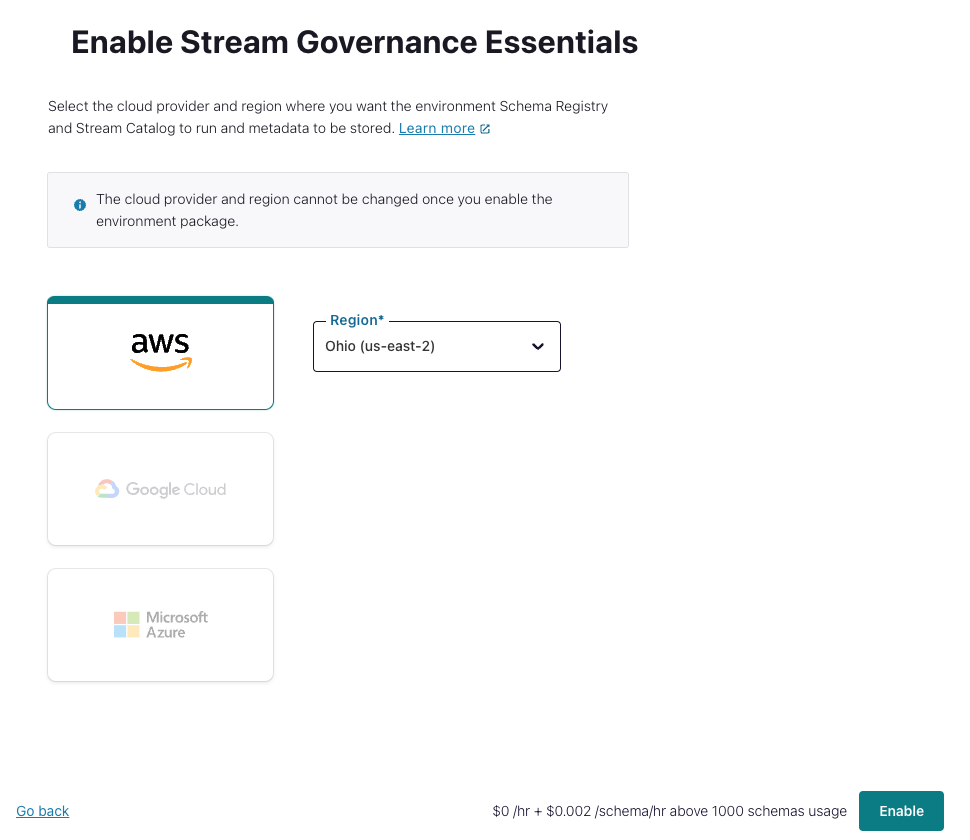 Enable Stream Governance Essentials
Select the cloud provider and region where you want the environment Schema Registry
and Stream Catalog to run and metadata to be stored. Learn more
The cloud provider and region cannot be changed once you enable the
environment package.
aws
Region*
Ohio (us-east-2)
Google Cloud
Microsoft
Azure
Go back
$0 /hr + $0.002 /schema/hr above 1000 schemas usage
Enable